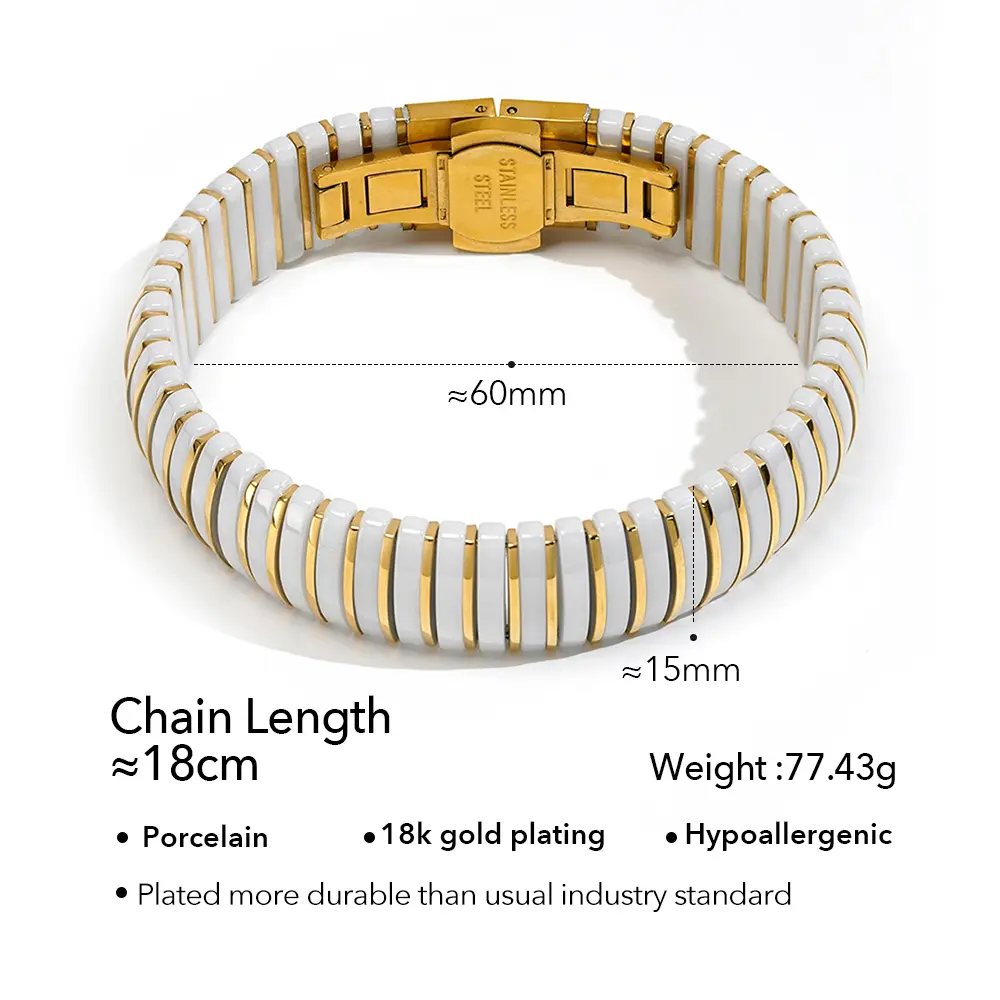 STAINLESS
STEEL
≈60mm
≈15mm
Chain Length
≈18cm
Weight :77.43g
• Porcelain
• 18k gold plating
• Hypoallergenic
• Plated more durable than usual industry standard